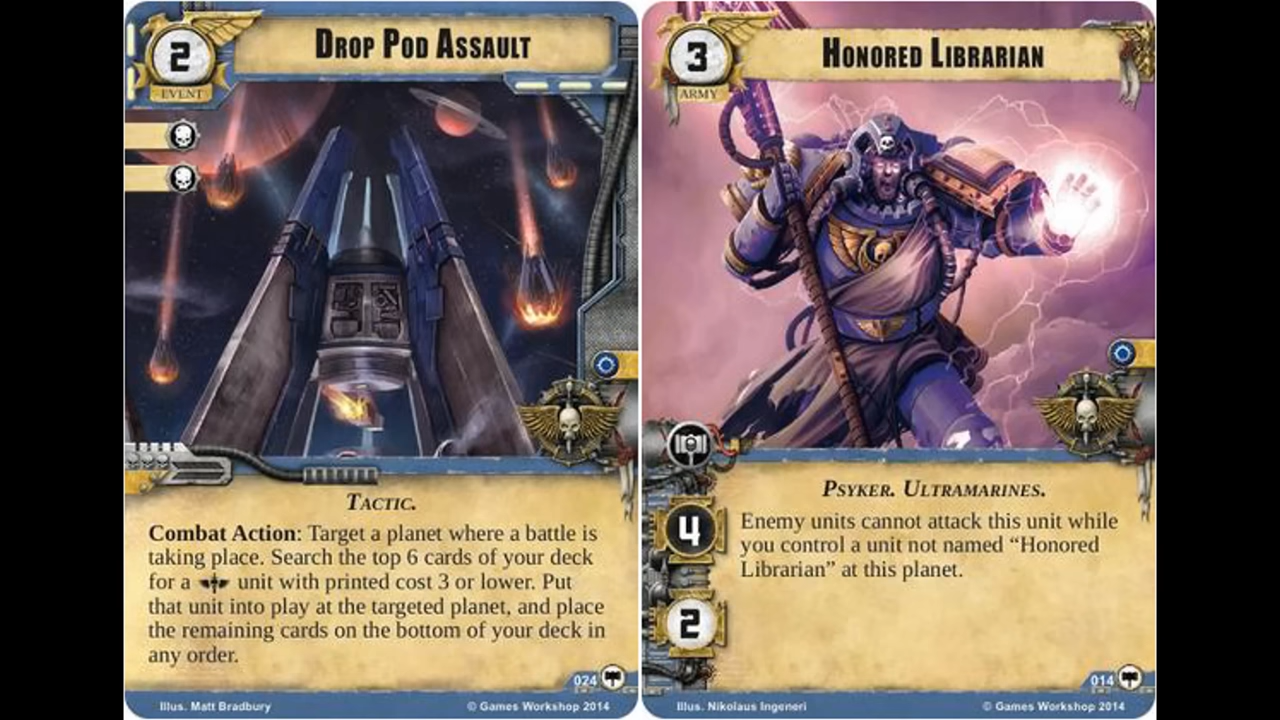 2
EVENT
DROP POD ASSAULT
TACTIC.
Combat Action: Target a planet where a battle is
taking place. Search the top 6 cards of your deck
for a unit with printed cost 3 or lower. Put
that unit into play at the targeted planet, and place
the remaining cards on the bottom of your deck in
any order.
024
Illus. Matt Bradbury
© Games Workshop 2014
3
ARMY
HONORED LIBRARIAN
PSYKER. ULTRAMARINES.
4
2
Enemy units cannot attack this unit while
you control a unit not named “Honored
Librarian” at this planet.
014
Illus. Nikolaus Ingeneri
© Games Workshop 2014